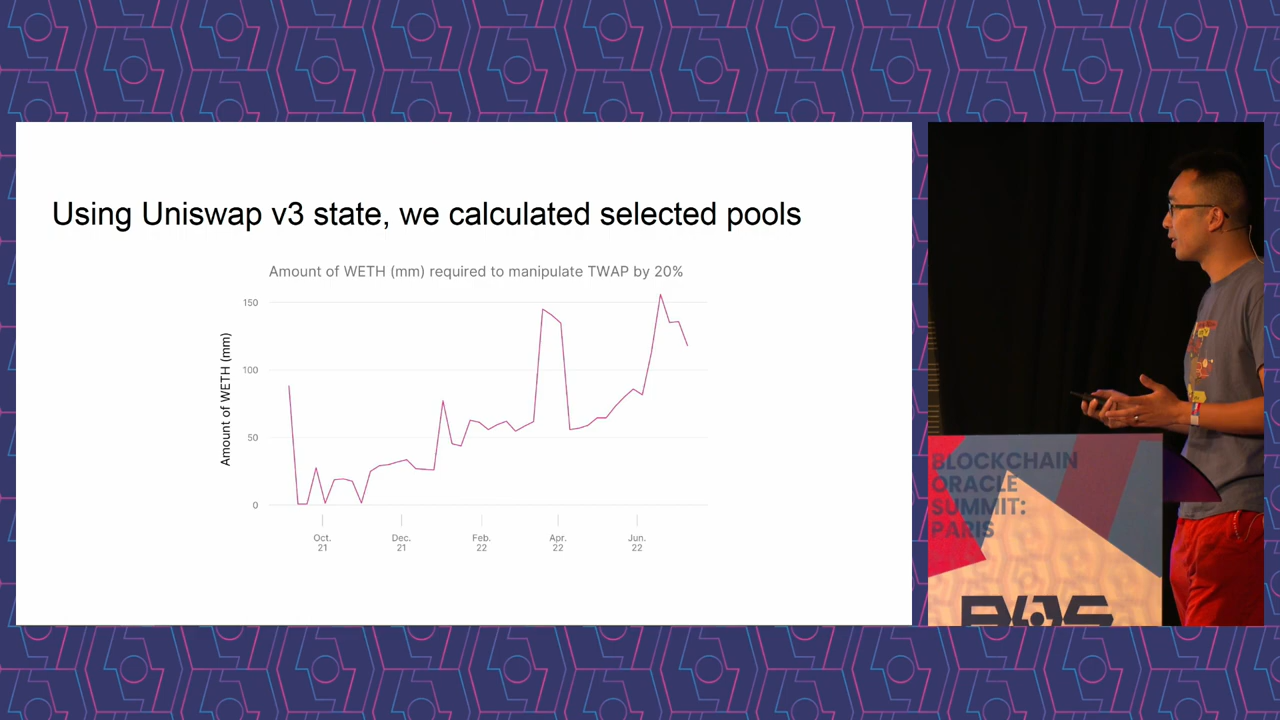 Using Uniswap v3 state, we calculated selected pools
Amount of WETH (mm) required to manipulate TWAP by 20%
Amount of WETH (mm)
150
100
50
0
Oct.
21
Dec.
21
Feb.
22
Apr.
22
Jun.
22
BLOCKCHAIN
ORACLE
SUMMIT:
PARIS